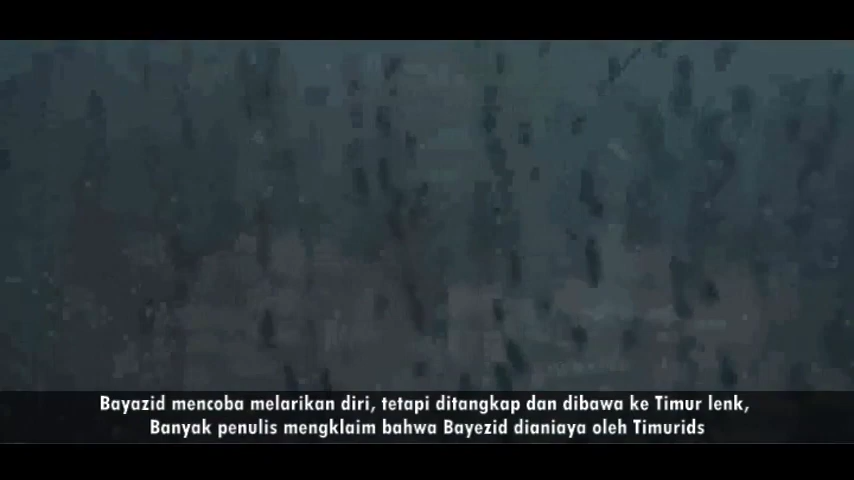 Bayazid mencoba melarikan diri, tetapi ditangkap dan dibawa ke Timur lenk,
Banyak penulis mengklaim bahwa Bayezid dianiaya oleh Timurids